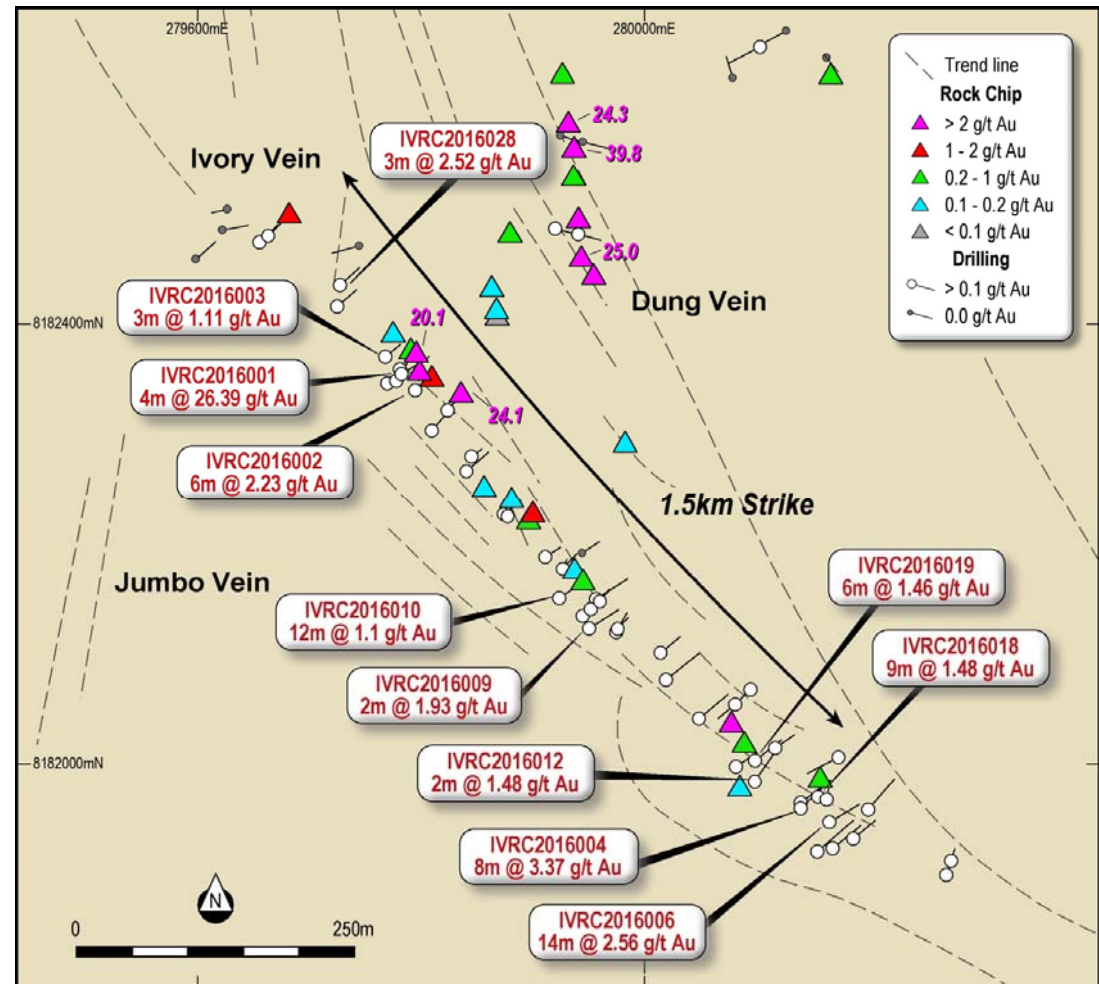 279600mE
280000mE
Trend line
Rock Chip
> 2 g/t Au
1 - 2 g/t Au
0.2 - 1 g/t Au
0.1 - 0.2 g/t Au
< 0.1 g/t Au
Drilling
> 0.1 g/t Au
0.0 g/t Au
24.3
39.8
25.0
IVRC2016028
3m @ 2.52 g/t Au
Ivory Vein
Dung Vein
8182400mN
IVRC2016003
3m @ 1.11 g/t Au
20.1
IVRC2016001
4m @ 26.39 g/t Au
24.1
IVRC2016002
6m @ 2.23 g/t Au
1.5km Strike
Jumbo Vein
IVRC2016019
6m @ 1.46 g/t Au
IVRC2016010
12m @ 1.1 g/t Au
IVRC2016018
9m @ 1.48 g/t Au
IVRC2016009
2m @ 1.93 g/t Au
8182000mN
IVRC2016012
2m @ 1.48 g/t Au
IVRC2016004
8m @ 3.37 g/t Au
IVRC2016006
14m @ 2.56 g/t Au
N
0
250m